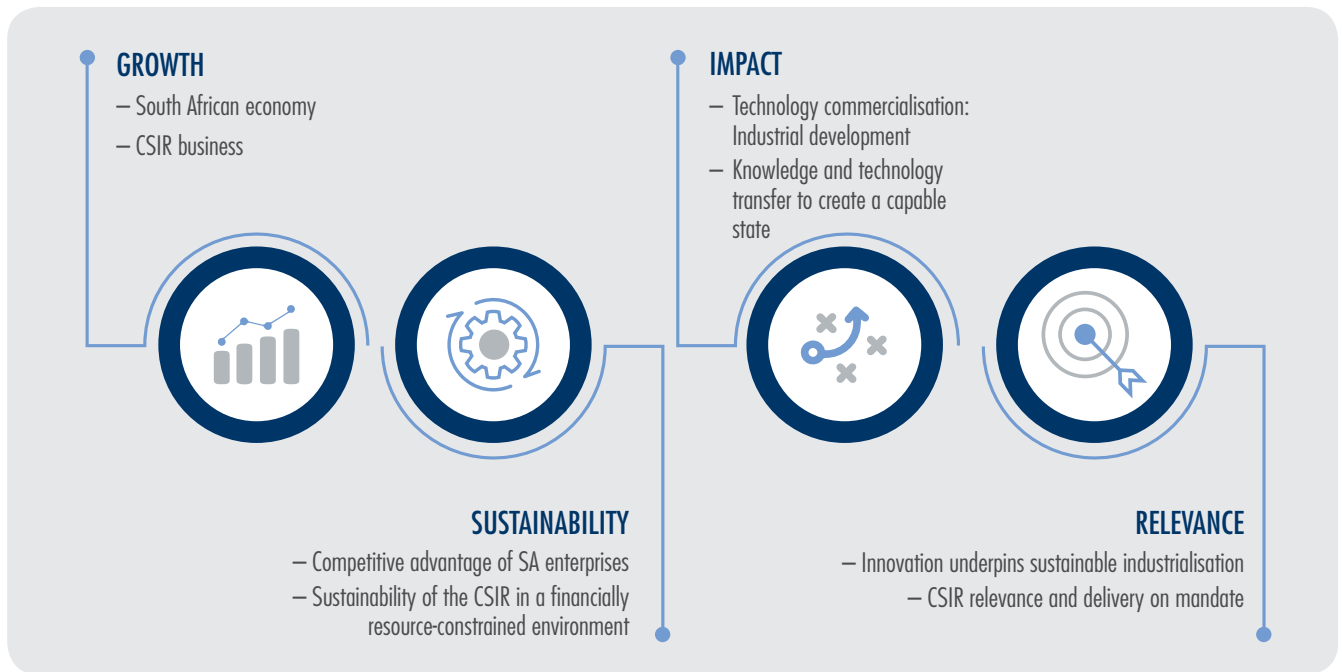 GROWTH
– South African economy
– CSIR business
IMPACT
– Technology commercialisation:
Industrial development
– Knowledge and technology
transfer to create a capable
state
SUSTAINABILITY
– Competitive advantage of SA enterprises
– Sustainability of the CSIR in a financially
resource-constrained environment
RELEVANCE
– Innovation underpins sustainable industrialisation
– CSIR relevance and delivery on mandate